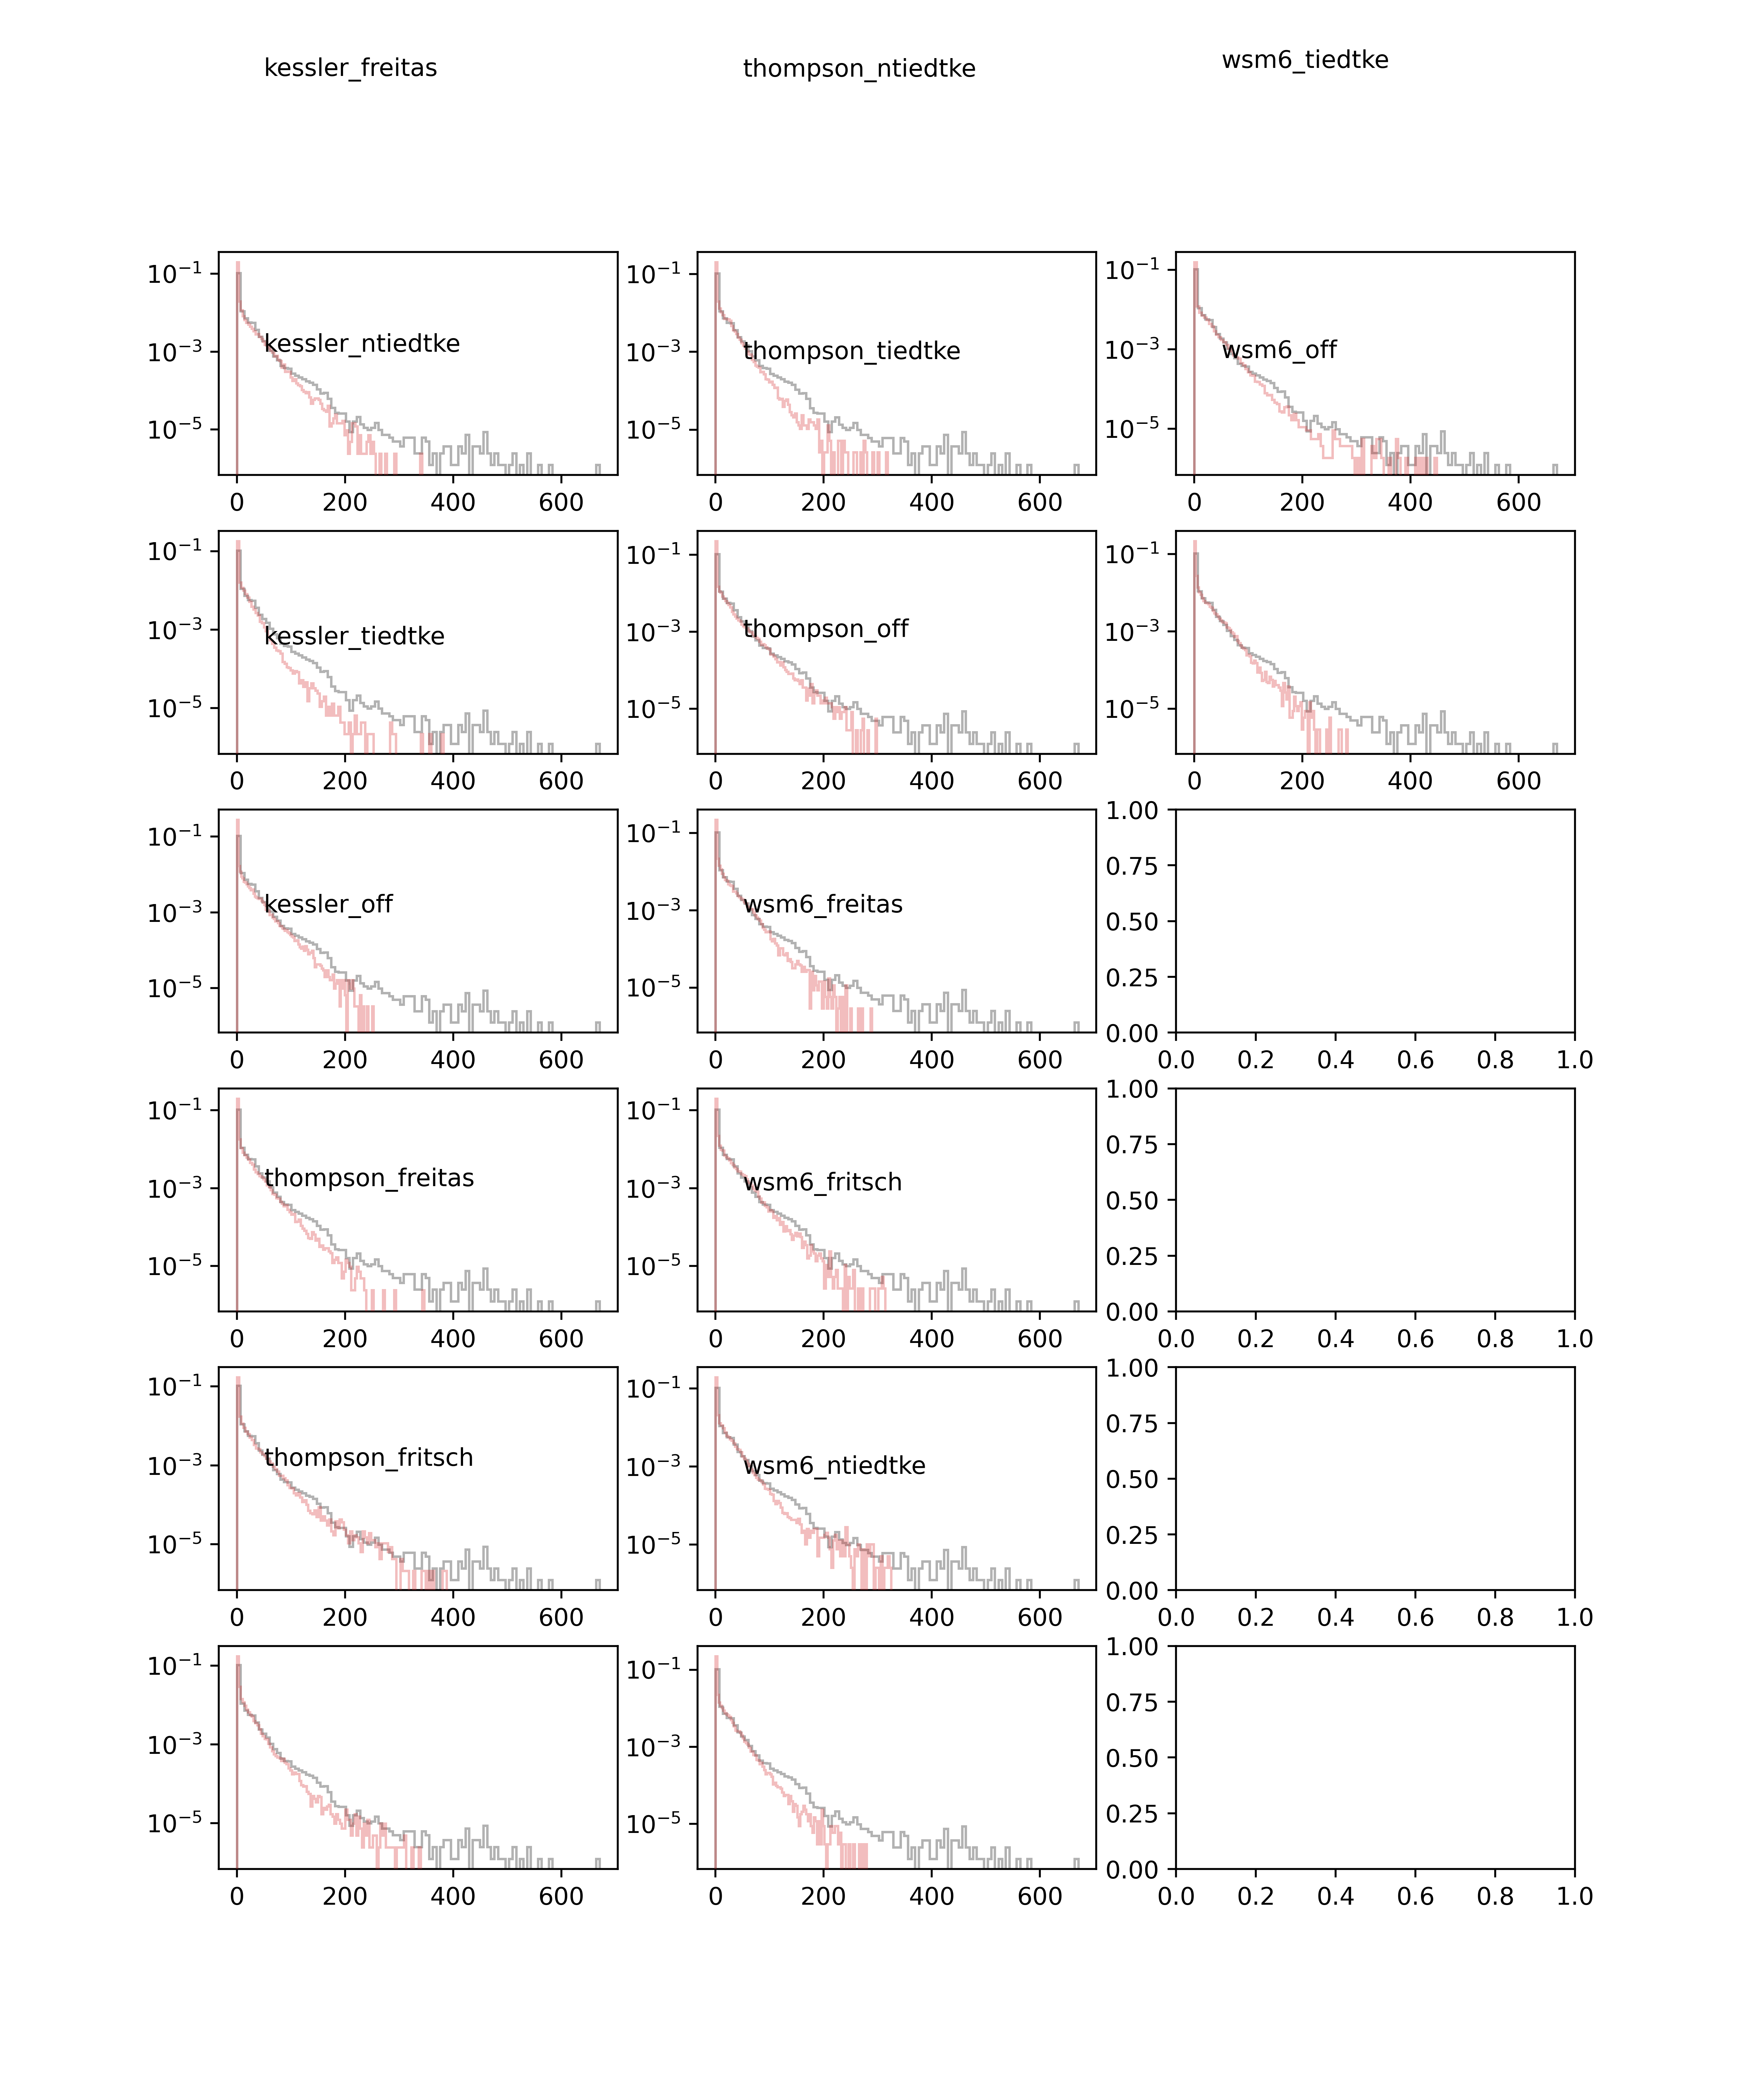 kessler_freitas thompson_ntiedtke wsm6_tiedtke
10⁻¹ 10⁻¹ 10⁻¹
kessler_ntiedtke thompson_tiedtke wsm6_off
10⁻³ 10⁻³ 10⁻³
10⁻⁵ 10⁻⁵ 10⁻⁵
0 200 400 600 0 200 400 600 0 200 400 600
10⁻¹ 10⁻¹ 10⁻¹
10⁻³ kessler_tiedtke 10⁻³ thompson_off 10⁻³
10⁻⁵ 10⁻⁵ 10⁻⁵
0 200 400 600 0 200 400 600 0 200 400 600
1.00
10⁻¹ 10⁻¹
0.75
10⁻³ kessler_off 10⁻³ wsm6_freitas 0.50
0.25
10⁻⁵ 10⁻⁵
0.00
0 200 400 600 0 200 400 600 0.0 0.2 0.4 0.6 0.8 1.0
1.00
10⁻¹ 10⁻¹
0.75
10⁻³ thompson_freitas 10⁻³ wsm6_fritsch 0.50
0.25
10⁻⁵ 10⁻⁵
0.00
0 200 400 600 0 200 400 600 0.0 0.2 0.4 0.6 0.8 1.0
1.00
10⁻¹ 10⁻¹
0.75
10⁻³ thompson_fritsch 10⁻³ wsm6_ntiedtke 0.50
0.25
10⁻⁵ 10⁻⁵
0.00
0 200 400 600 0 200 400 600 0.0 0.2 0.4 0.6 0.8 1.0
1.00
10⁻¹ 10⁻¹
0.75
10⁻³ 10⁻³ 0.50
0.25
10⁻⁵ 10⁻⁵
0.00
0 200 400 600 0 200 400 600 0.0 0.2 0.4 0.6 0.8 1.0